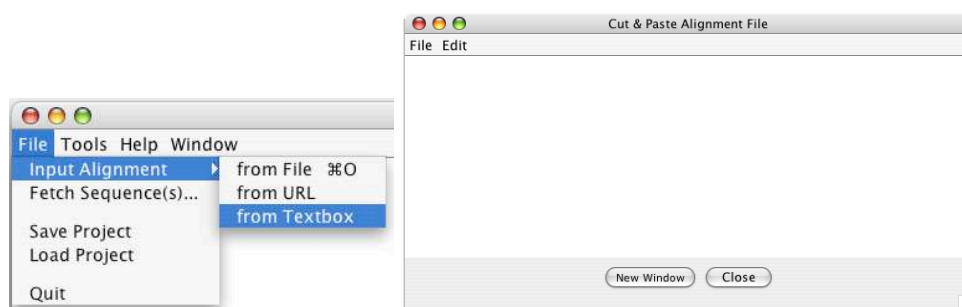 File Tools Help Window
Input Alignment
Fetch Sequence(s)...
Save Project
Load Project
Quit
from File ⌘O
from URL
from Textbox
Cut & Paste Alignment File
File Edit
New Window Close